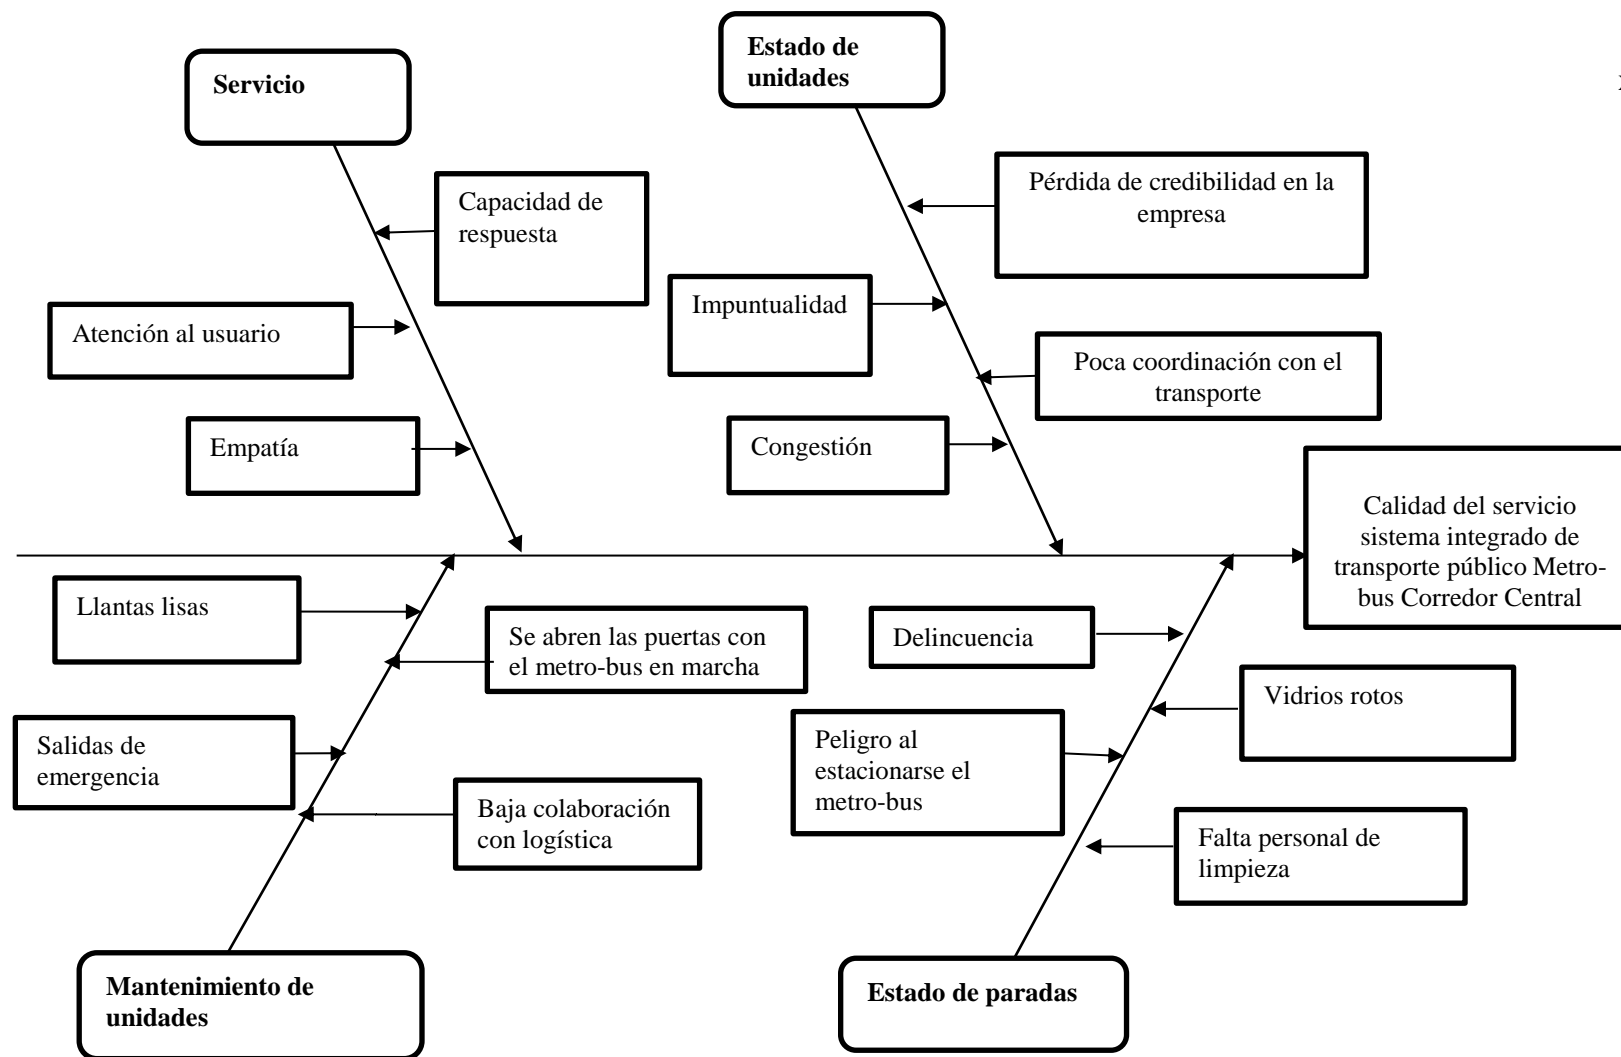 Servicio
Estado de
unidades
Capacidad de
respuesta
Pérdida de credibilidad en la
empresa
Atención al usuario
Impuntualidad
Poca coordinación con el
transporte
Empatía
Congestión
Calidad del servicio
sistema integrado de
transporte público Metro-
bus Corredor Central
Llantas lisas
Se abren las puertas con
el metro-bus en marcha
Delincuencia
Vidrios rotos
Salidas de
emergencia
Peligro al
estacionarse el
metro-bus
Baja colaboración
con logística
Falta personal de
limpieza
Mantenimiento de
unidades
Estado de paradas